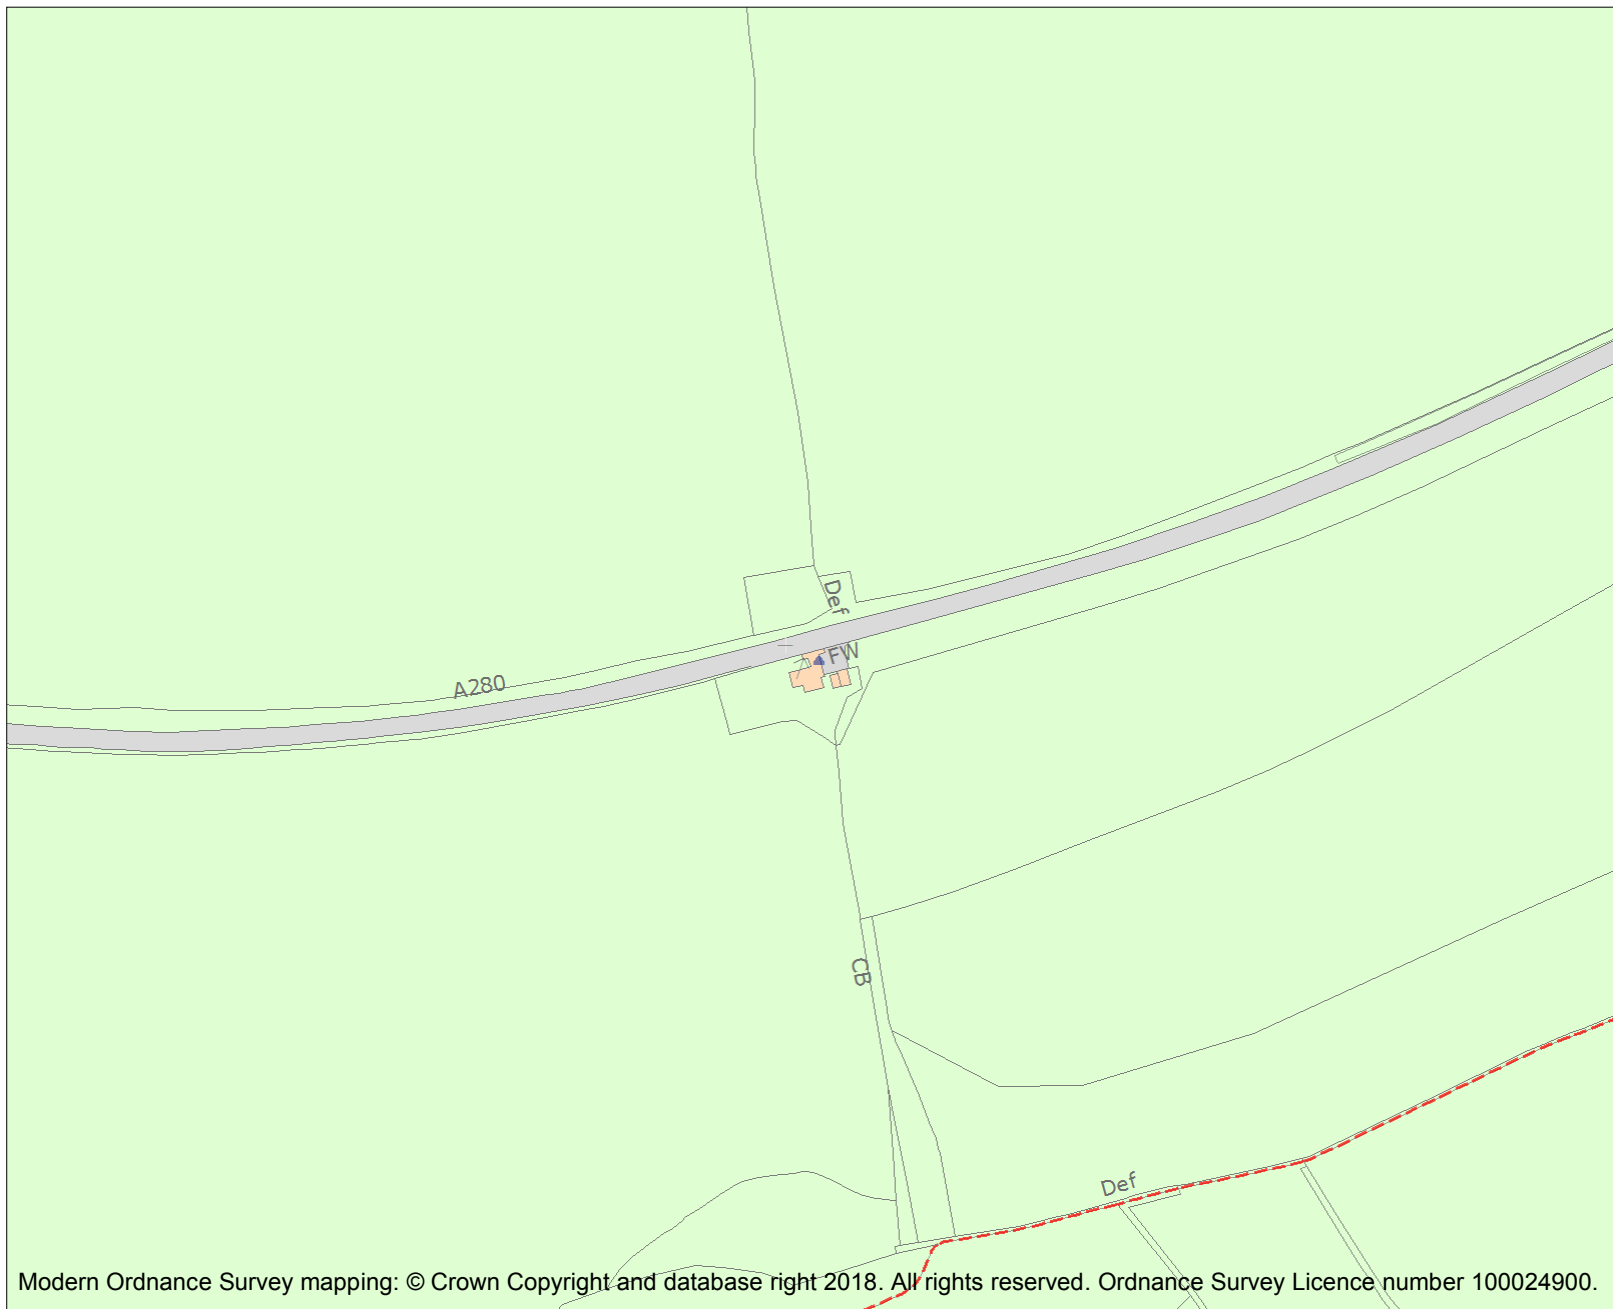 Def
FW
A280
CB
Def
Modern Ordnance Survey mapping: © Crown Copyright and database right 2018. All rights reserved. Ordnance Survey Licence number 100024900.